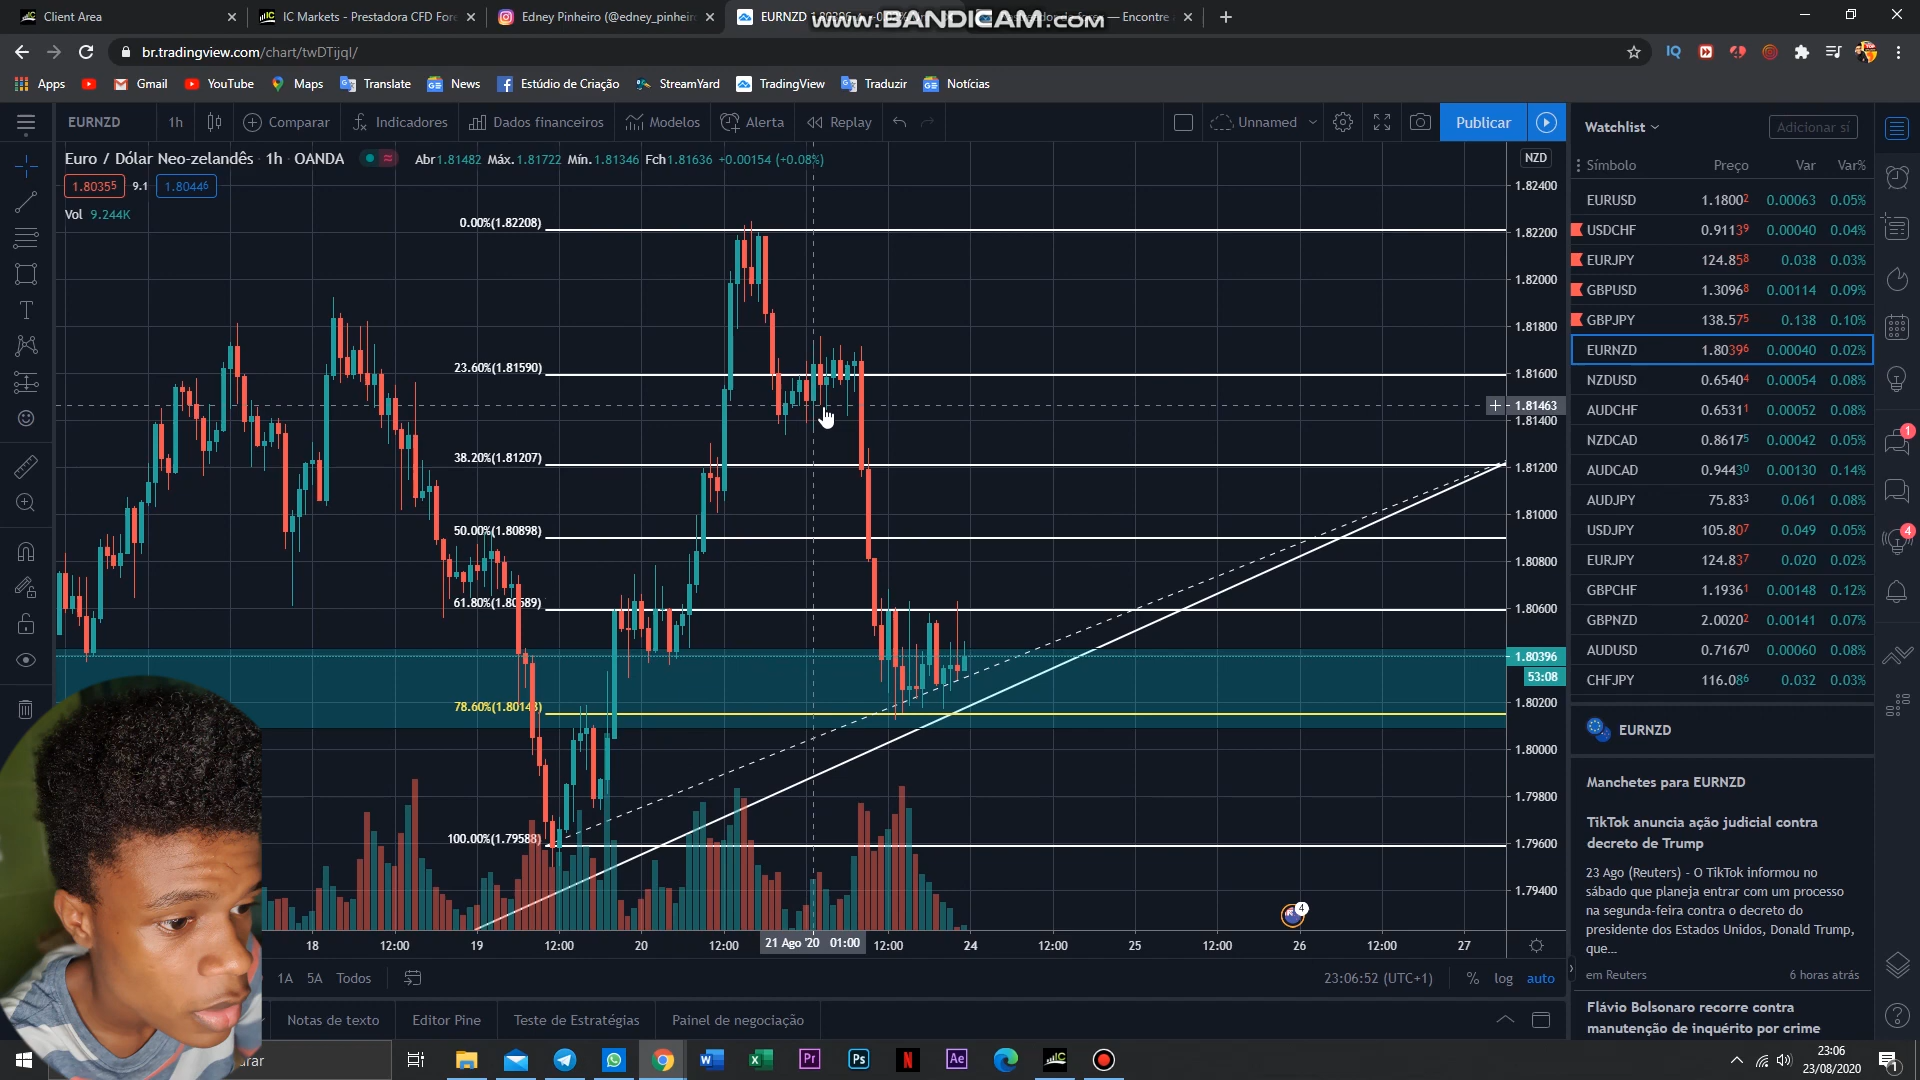 Client Area
IC Markets - Prestadora CFD Fore
Edney Pinheiro (@edney_pinhein
EURNZD
— Encontre
www.BANDICAM.com
br.tradingview.com/chart/twDTijqI/
Apps
Gmail
YouTube
Maps
Translate
News
Estúdio de Criação
StreamYard
TradingView
Traduzir
Notícias
EURNZD
1h
Comparar
Indicadores
Dados financeiros
Modelos
Alerta
Replay
Unnamed
Publicar
Euro / Dólar Neo-zelandês · 1h · OANDA
Abr1.81482 Máx.1.81722 Mín.1.81346 Fch1.81636 +0.00154 (+0.08%)
1.80355 9.1 1.80446
Vol 9.244K
NZD
0.00%(1.82208)
23.60%(1.81590)
38.20%(1.81207)
50.00%(1.80898)
61.80%(1.80589)
78.60%(1.80148)
100.00%(1.79588)
1.82400
1.82200
1.82000
1.81800
1.81600
1.81463
1.81400
1.81200
1.81000
1.80800
1.80600
1.80396
53:08
1.80200
1.80000
1.79800
1.79600
1.79400
18 12:00 19 12:00 20 12:00 21 Ago '20 01:00 12:00 24 12:00 25 12:00 26 12:00 27
4
1A 5A Todos
23:06:52 (UTC+1) % log auto
Notas de texto
Editor Pine
Teste de Estratégias
Painel de negociação
Watchlist
Adicionar sí
Símbolo Preço Var Var%
EURUSD 1.18002 0.00063 0.05%
USDCHF 0.91139 0.00040 0.04%
EURJPY 124.858 0.038 0.03%
GBPUSD 1.30968 0.00114 0.09%
GBPJPY 138.575 0.138 0.10%
EURNZD 1.80396 0.00040 0.02%
NZDUSD 0.65404 0.00054 0.08%
AUDCHF 0.65311 0.00052 0.08%
NZDCAD 0.86175 0.00042 0.05%
AUDCAD 0.94430 0.00130 0.14%
AUDJPY 75.833 0.061 0.08%
USDJPY 105.807 0.049 0.05%
EURJPY 124.837 0.020 0.02%
GBPCHF 1.19361 0.00148 0.12%
GBPNZD 2.00202 0.00141 0.07%
AUDUSD 0.71670 0.00060 0.08%
CHFJPY 116.086 0.032 0.03%
1
4
EURNZD
Manchetes para EURNZD
TikTok anuncia ação judicial contra
decreto de Trump
23 Ago (Reuters) - O TikTok informou no
sábado que planeja entrar com um processo
na segunda-feira contra o decreto do
presidente dos Estados Unidos, Donald Trump,
que...
em Reuters 6 horas atrás
Flávio Bolsonaro recorre contra
manutenção de inquérito por crime
23:06
23/08/2020
1